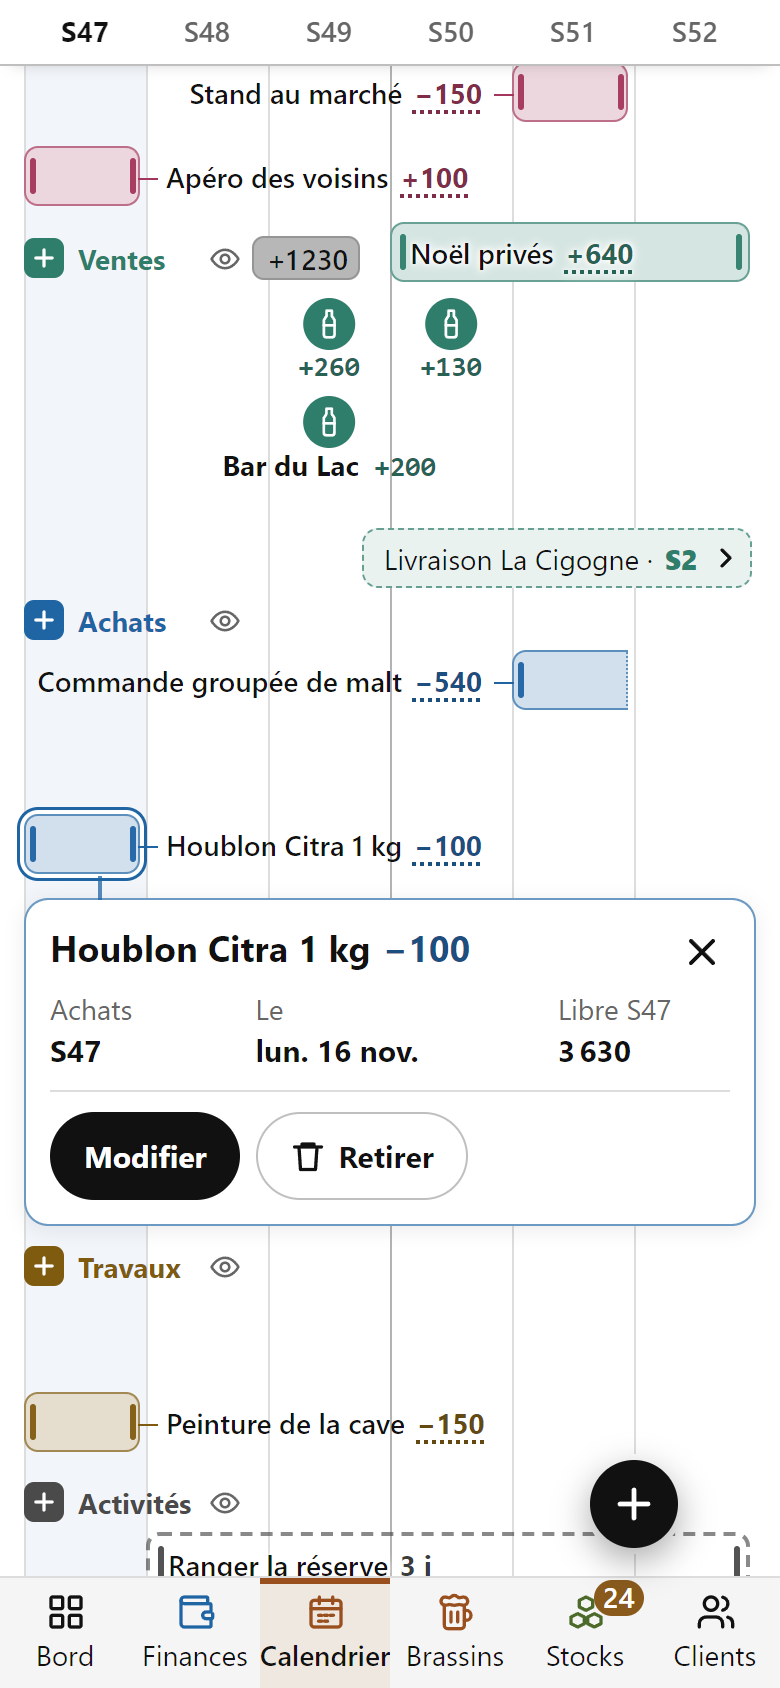 S47 S48 S49 S50 S51 S52
Stand au marché −150
Apéro des voisins +100
Ventes +1230 Noël privés +640
+260 +130
Bar du Lac +200
Livraison La Cigogne · S2
Achats
Commande groupée de malt −540
Houblon Citra 1 kg −100
Houblon Citra 1 kg −100
Achats Le Libre S47
S47 lun. 16 nov. 3 630
Modifier Retirer
Travaux
Peinture de la cave −150
Activités
Ranger la réserve 3 j
24
Bord Finances Calendrier Brassins Stocks Clients